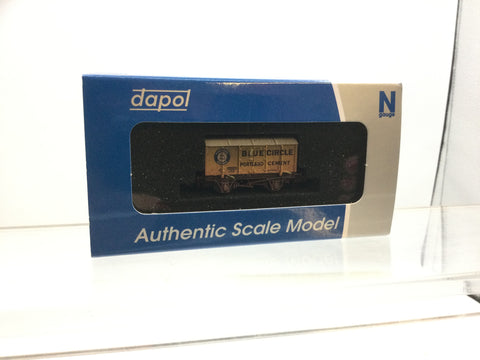 dapol
N
gauge
BLUE CIRCLE
PORTLAND CEMENT
Authentic Scale Model